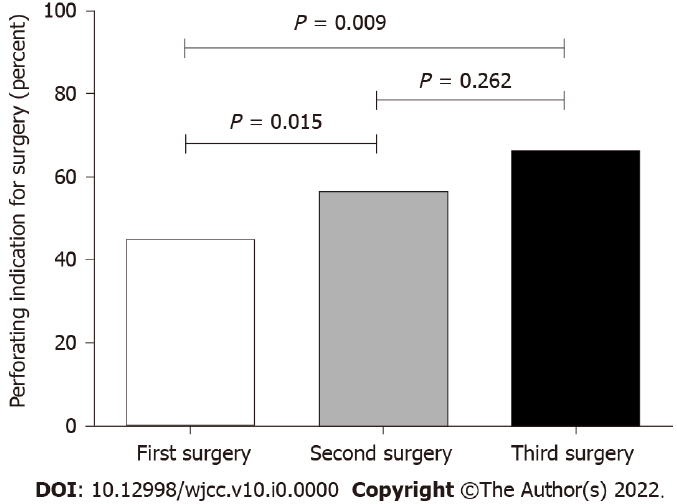 Perforating indication for surgery (percent)
100
80
60
40
20
0
P = 0.009
P = 0.262
P = 0.015
First surgery
Second surgery
Third surgery
DOI: 10.12998/wjcc.v10.i0.0000 Copyright ©The Author(s) 2022.